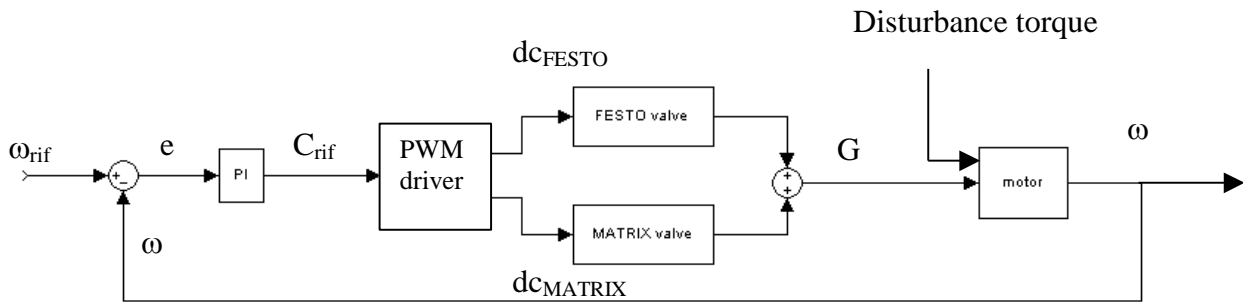 Disturbance torque
dcFESTO
FESTO valve
ωrif
e
Crif
PWM
driver
G
ω
+
−
PI
+
+
motor
ω
MATRIX valve
dcMATRIX